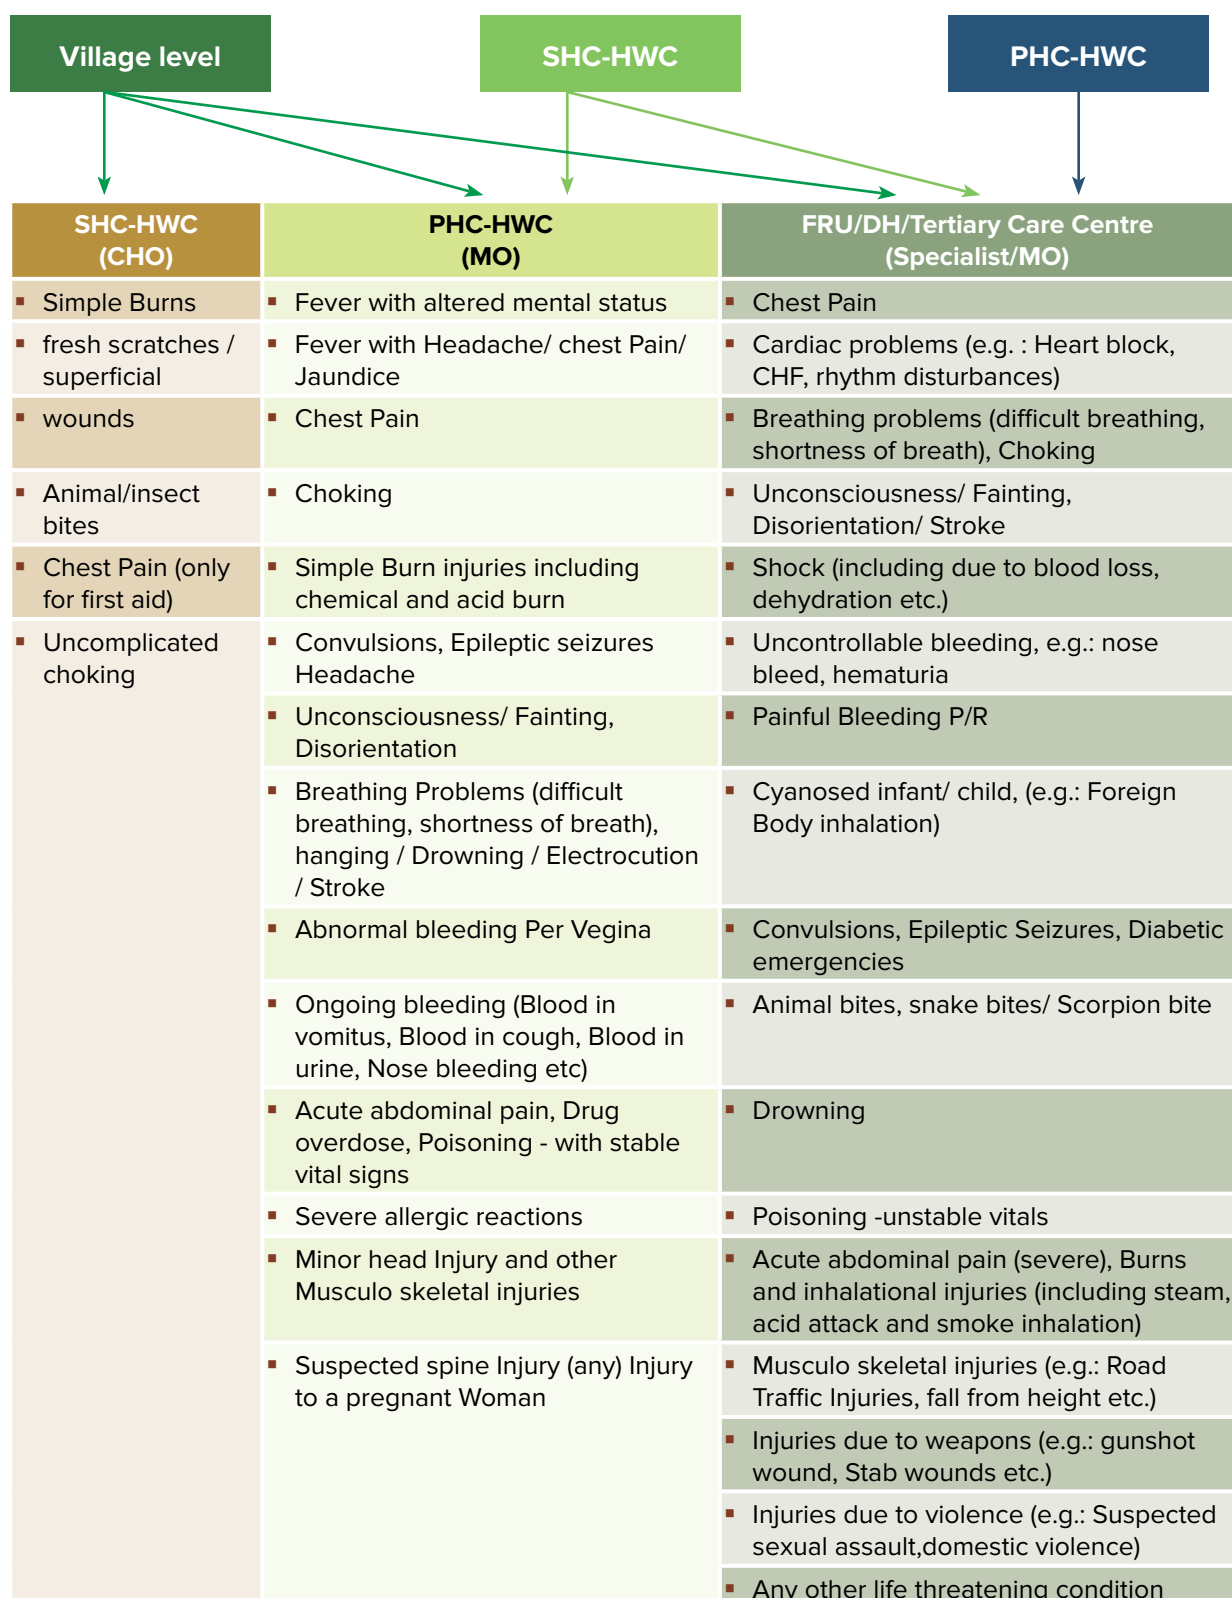 Village level
SHC-HWC
PHC-HWC
SHC-HWC
(CHO)
PHC-HWC
(MO)
FRU/DH/Tertiary Care Centre
(Specialist/MO)
▪ Simple Burns
▪ Fever with altered mental status
▪ Chest Pain
▪ fresh scratches /
superficial
▪ Fever with Headache/ chest Pain/
Jaundice
▪ Cardiac problems (e.g. : Heart block,
CHF, rhythm disturbances)
▪ wounds
▪ Chest Pain
▪ Breathing problems (difficult breathing,
shortness of breath), Choking
▪ Animal/insect
bites
▪ Choking
▪ Unconsciousness/ Fainting,
Disorientation/ Stroke
▪ Chest Pain (only
for first aid)
▪ Simple Burn injuries including
chemical and acid burn
▪ Shock (including due to blood loss,
dehydration etc.)
▪ Uncomplicated
choking
▪ Convulsions, Epileptic seizures
Headache
▪ Uncontrollable bleeding, e.g.: nose
bleed, hematuria
▪ Unconsciousness/ Fainting,
Disorientation
▪ Painful Bleeding P/R
▪ Breathing Problems (difficult
breathing, shortness of breath),
hanging / Drowning / Electrocution
/ Stroke
▪ Cyanosed infant/ child, (e.g.: Foreign
Body inhalation)
▪ Abnormal bleeding Per Vegina
▪ Convulsions, Epileptic Seizures, Diabetic
emergencies
▪ Ongoing bleeding (Blood in
vomitus, Blood in cough, Blood in
urine, Nose bleeding etc)
▪ Animal bites, snake bites/ Scorpion bite
▪ Acute abdominal pain, Drug
overdose, Poisoning - with stable
vital signs
▪ Drowning
▪ Severe allergic reactions
▪ Poisoning -unstable vitals
▪ Minor head Injury and other
Musculo skeletal injuries
▪ Acute abdominal pain (severe), Burns
and inhalational injuries (including steam,
acid attack and smoke inhalation)
▪ Suspected spine Injury (any) Injury
to a pregnant Woman
▪ Musculo skeletal injuries (e.g.: Road
Traffic Injuries, fall from height etc.)
▪ Injuries due to weapons (e.g.: gunshot
wound, Stab wounds etc.)
▪ Injuries due to violence (e.g.: Suspected
sexual assault,domestic violence)
▪ Any other life threatening condition